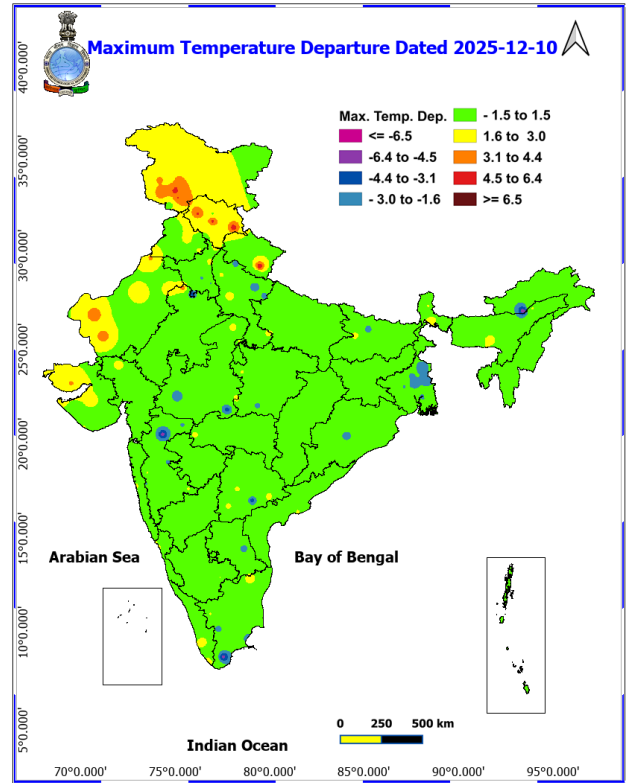 Maximum Temperature Departure Dated 2025-12-10
Max. Temp. Dep.
<= -6.5
-6.4 to -4.5
-4.4 to -3.1
- 3.0 to -1.6
- 1.5 to 1.5
1.6 to 3.0
3.1 to 4.4
4.5 to 6.4
>= 6.5
40°0.000'
35°0.000'
30°0.000'
25°0.000'
20°0.000'
15°0.000'
10°0.000'
5°0.000'
Arabian Sea
Bay of Bengal
Indian Ocean
0 250 500 km
70°0.000' 75°0.000' 80°0.000' 85°0.000' 90°0.000' 95°0.000'